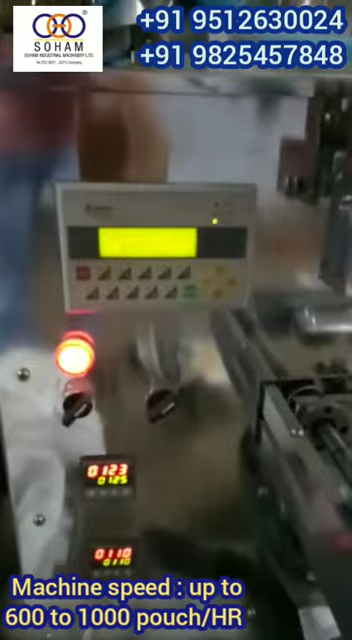 SOHAM
SOHAM INDUSTRIAL MACHINERY LTD.
+91 9512630024
+91 9825457848
0123
0125
0110
0110
Machine speed : up to
600 to 1000 pouch/HR